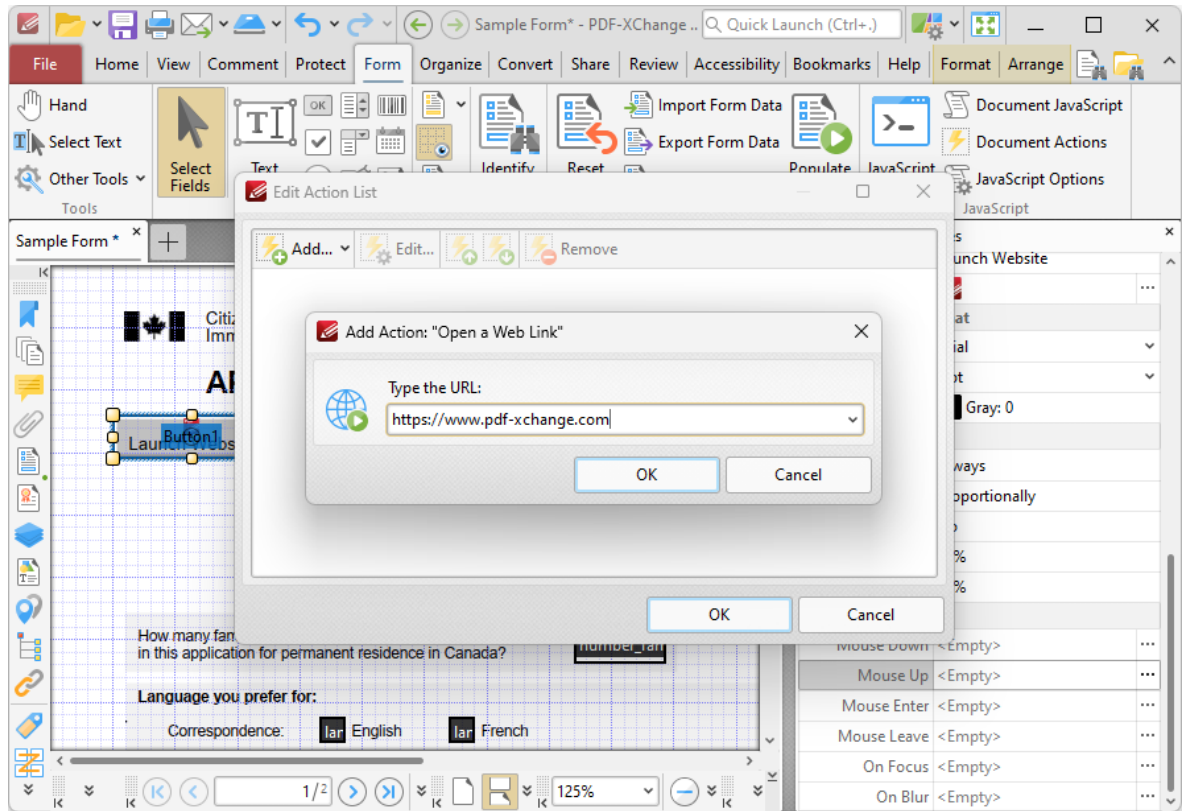 Sample Form* - PDF-XChange ..
Quick Launch (Ctrl+.)
File Home View Comment Protect Form Organize Convert Share Review Accessibility Bookmarks Help Format Arrange
Hand
Select Text
Other Tools
Tools
Select Fields
T
Text
OK
Identify
Reset
Import Form Data
Export Form Data
Populate
JavaScript
Document JavaScript
Document Actions
JavaScript Options
JavaScript
Sample Form *
Edit Action List
Add... Edit... Remove
Add Action: "Open a Web Link"
Type the URL:
https://www.pdf-xchange.com
OK Cancel
OK Cancel
Button1
How many
in this application for permanent residence in Canada?
Language you prefer for:
Correspondence: lar English lar French
1/2
125%
unch Website
Gray: 0
Mouse Down <Empty>
Mouse Up <Empty>
Mouse Enter <Empty>
Mouse Leave <Empty>
On Focus <Empty>
On Blur <Empty>